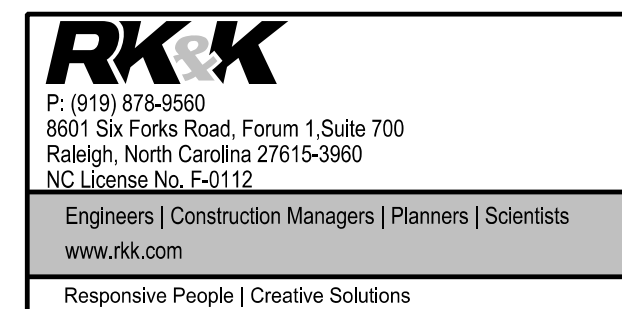 RK&K
P: (919) 878-9560
8601 Six Forks Road, Forum 1,Suite 700
Raleigh, North Carolina 27615-3960
NC License No. F-0112
Engineers | Construction Managers | Planners | Scientists
www.rkk.com
Responsive People | Creative Solutions